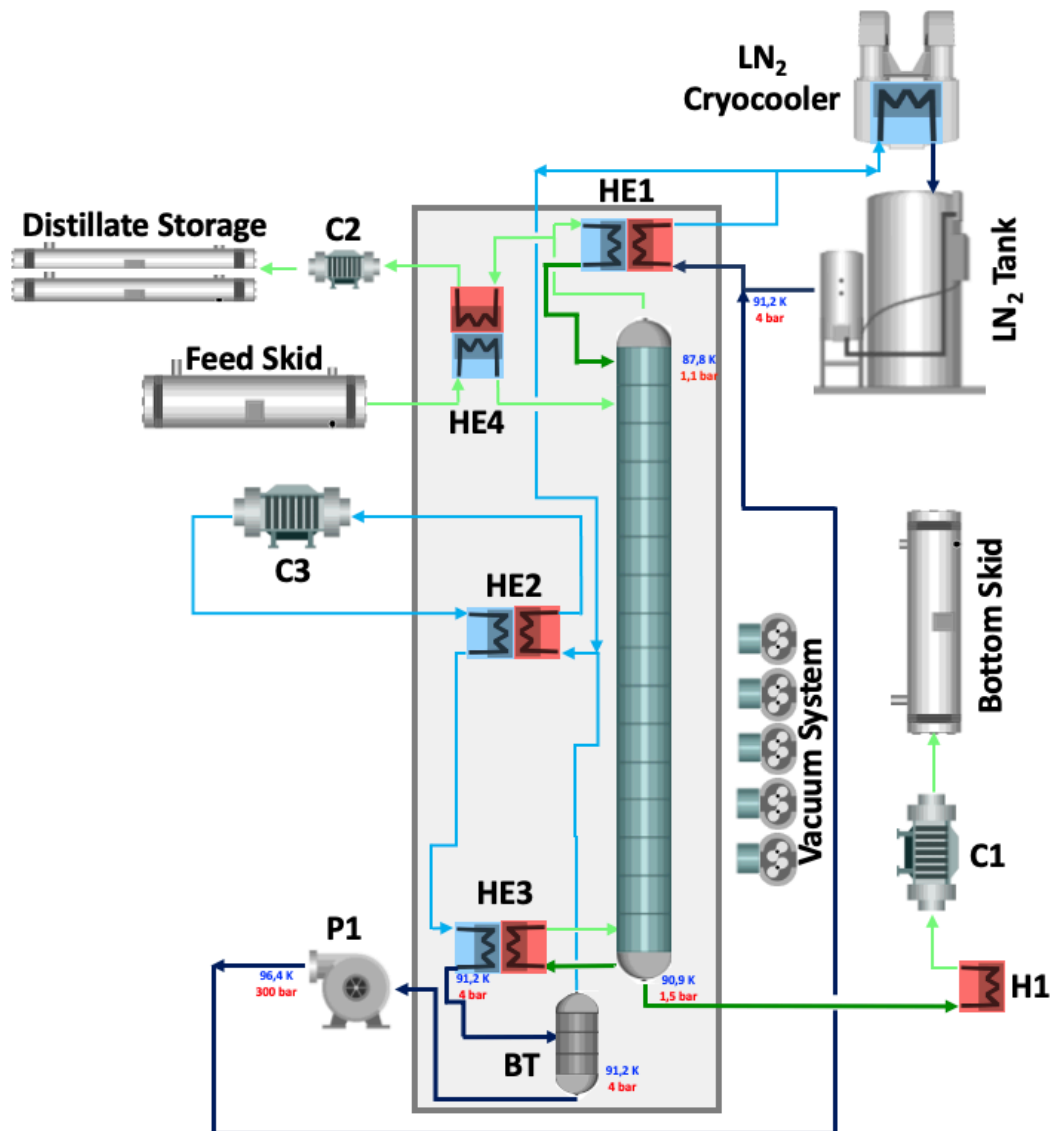 LN₂
Cryocooler
HE1
Distillate Storage
C2
LN₂ Tank
91,2 K
4 bar
Feed Skid
87,8 K
1,1 bar
HE4
C3
HE2
Bottom Skid
Vacuum System
C1
HE3
P1
96,4 K
300 bar
91,2 K
4 bar
90,9 K
1,5 bar
H1
BT
91,2 K
4 bar